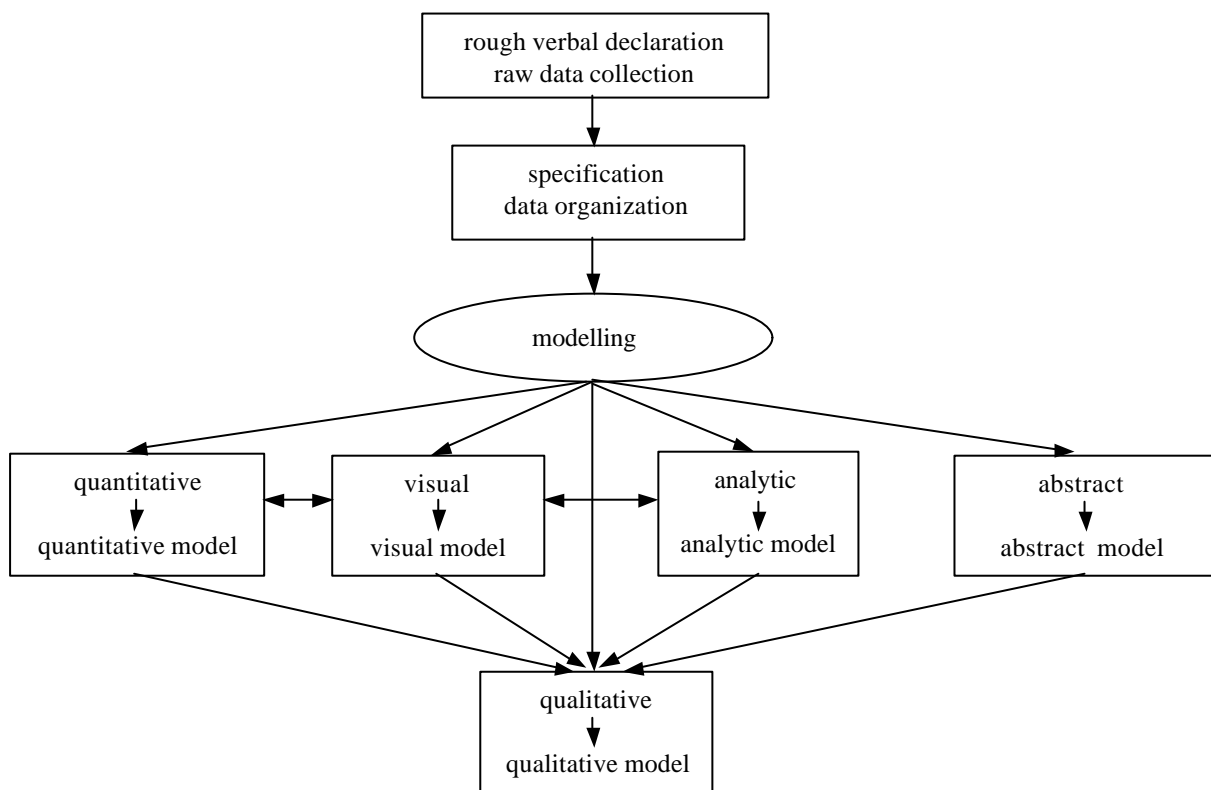 rough verbal declaration
raw data collection
specification
data organization
modelling
quantitative
quantitative model
visual
visual model
analytic
analytic model
abstract
abstract model
qualitative
qualitative model